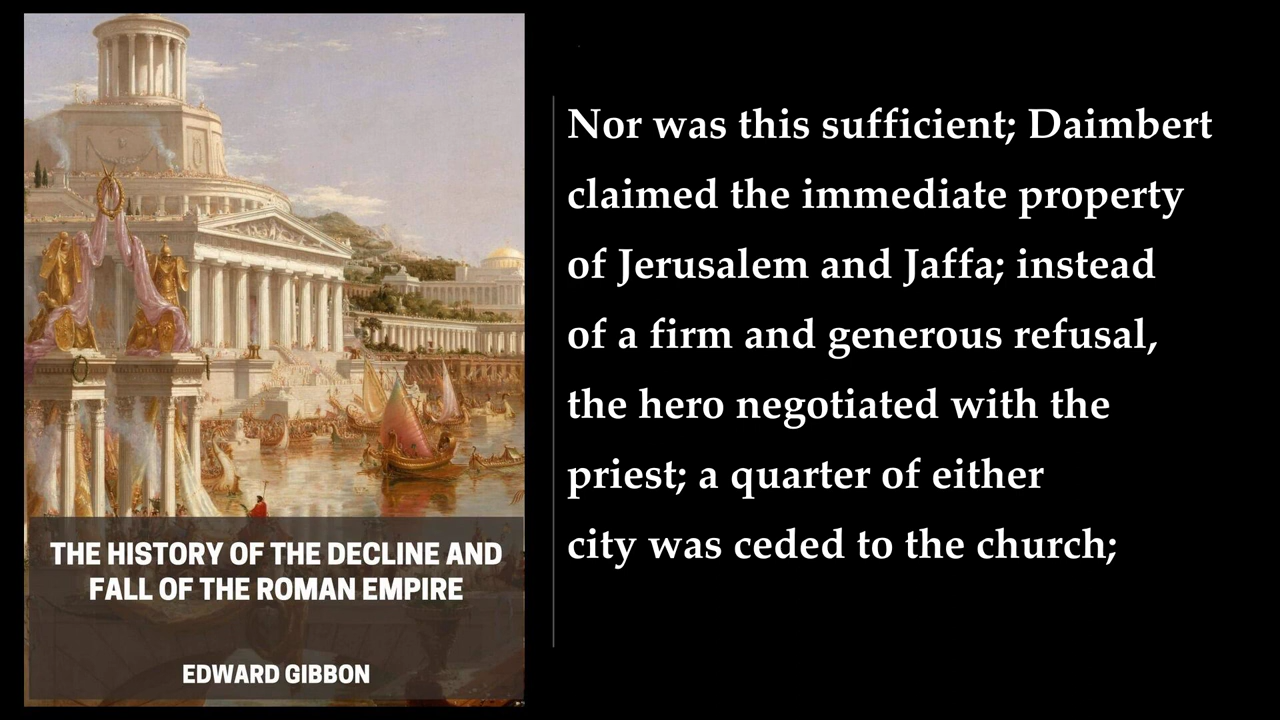 THE HISTORY OF THE DECLINE AND
FALL OF THE ROMAN EMPIRE
EDWARD GIBBON
Nor was this sufficient; Daimbert
claimed the immediate property
of Jerusalem and Jaffa; instead
of a firm and generous refusal,
the hero negotiated with the
priest; a quarter of either
city was ceded to the church;